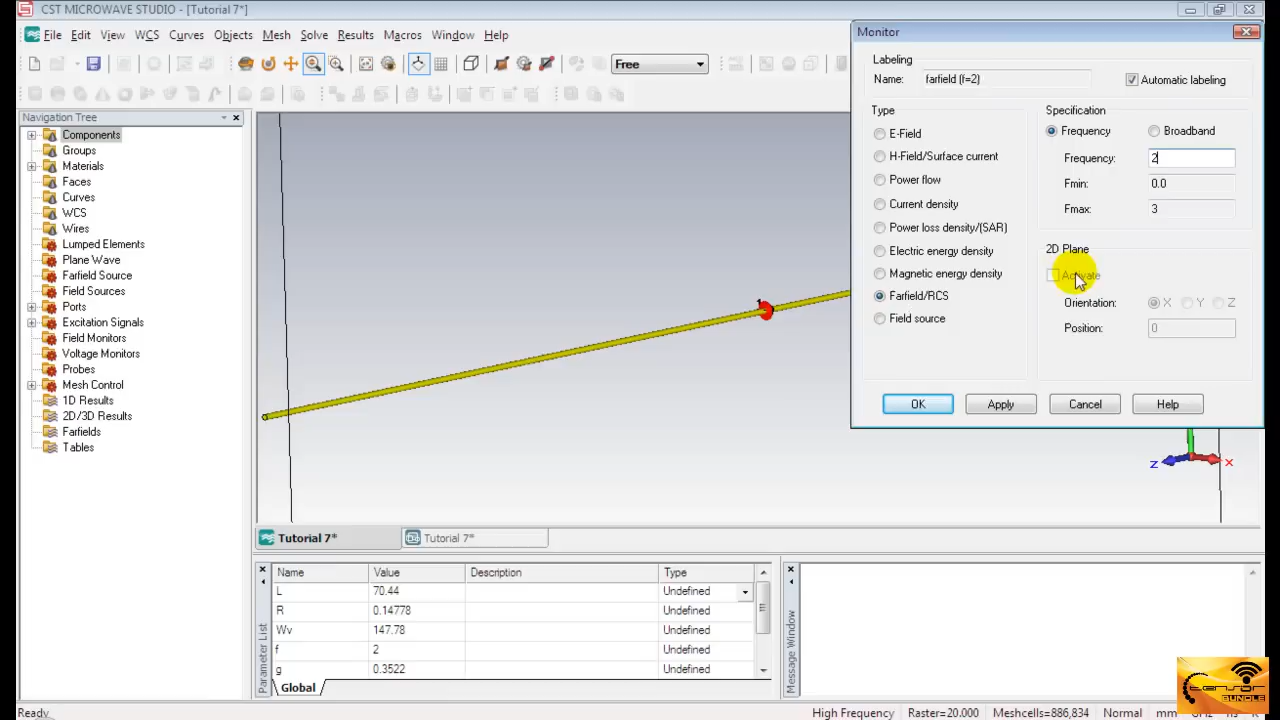 CST MICROWAVE STUDIO - [Tutorial 7*]
File Edit View WCS Curves Objects Mesh Solve Results Macros Window Help
Free
Navigation Tree
Components
Groups
Materials
Faces
Curves
WCS
Wires
Lumped Elements
Plane Wave
Farfield Source
Field Sources
Ports
Excitation Signals
Field Monitors
Voltage Monitors
Probes
Mesh Control
1D Results
2D/3D Results
Farfields
Tables
1
Z
X
Monitor
Labeling
Name: farfield (f=2) Automatic labeling
Type
E-Field
H-Field/Surface current
Power flow
Current density
Power loss density/(SAR)
Electric energy density
Magnetic energy density
Farfield/RCS
Field source
Specification
Frequency Broadband
Frequency: 2
Fmin: 0.0
Fmax: 3
2D Plane
Activate
Orientation: X Y Z
Position: 0
OK Apply Cancel Help
Tutorial 7* Tutorial 7*
Parameter List
Name Value Description Type
L 70.44 Undefined
R 0.14778 Undefined
Wv 147.78 Undefined
f 2 Undefined
g 0.3522 Undefined
Global
Message Window
Ready
High Frequency Raster=20.000 Meshcells=886,834 Normal mm
BUNDLE